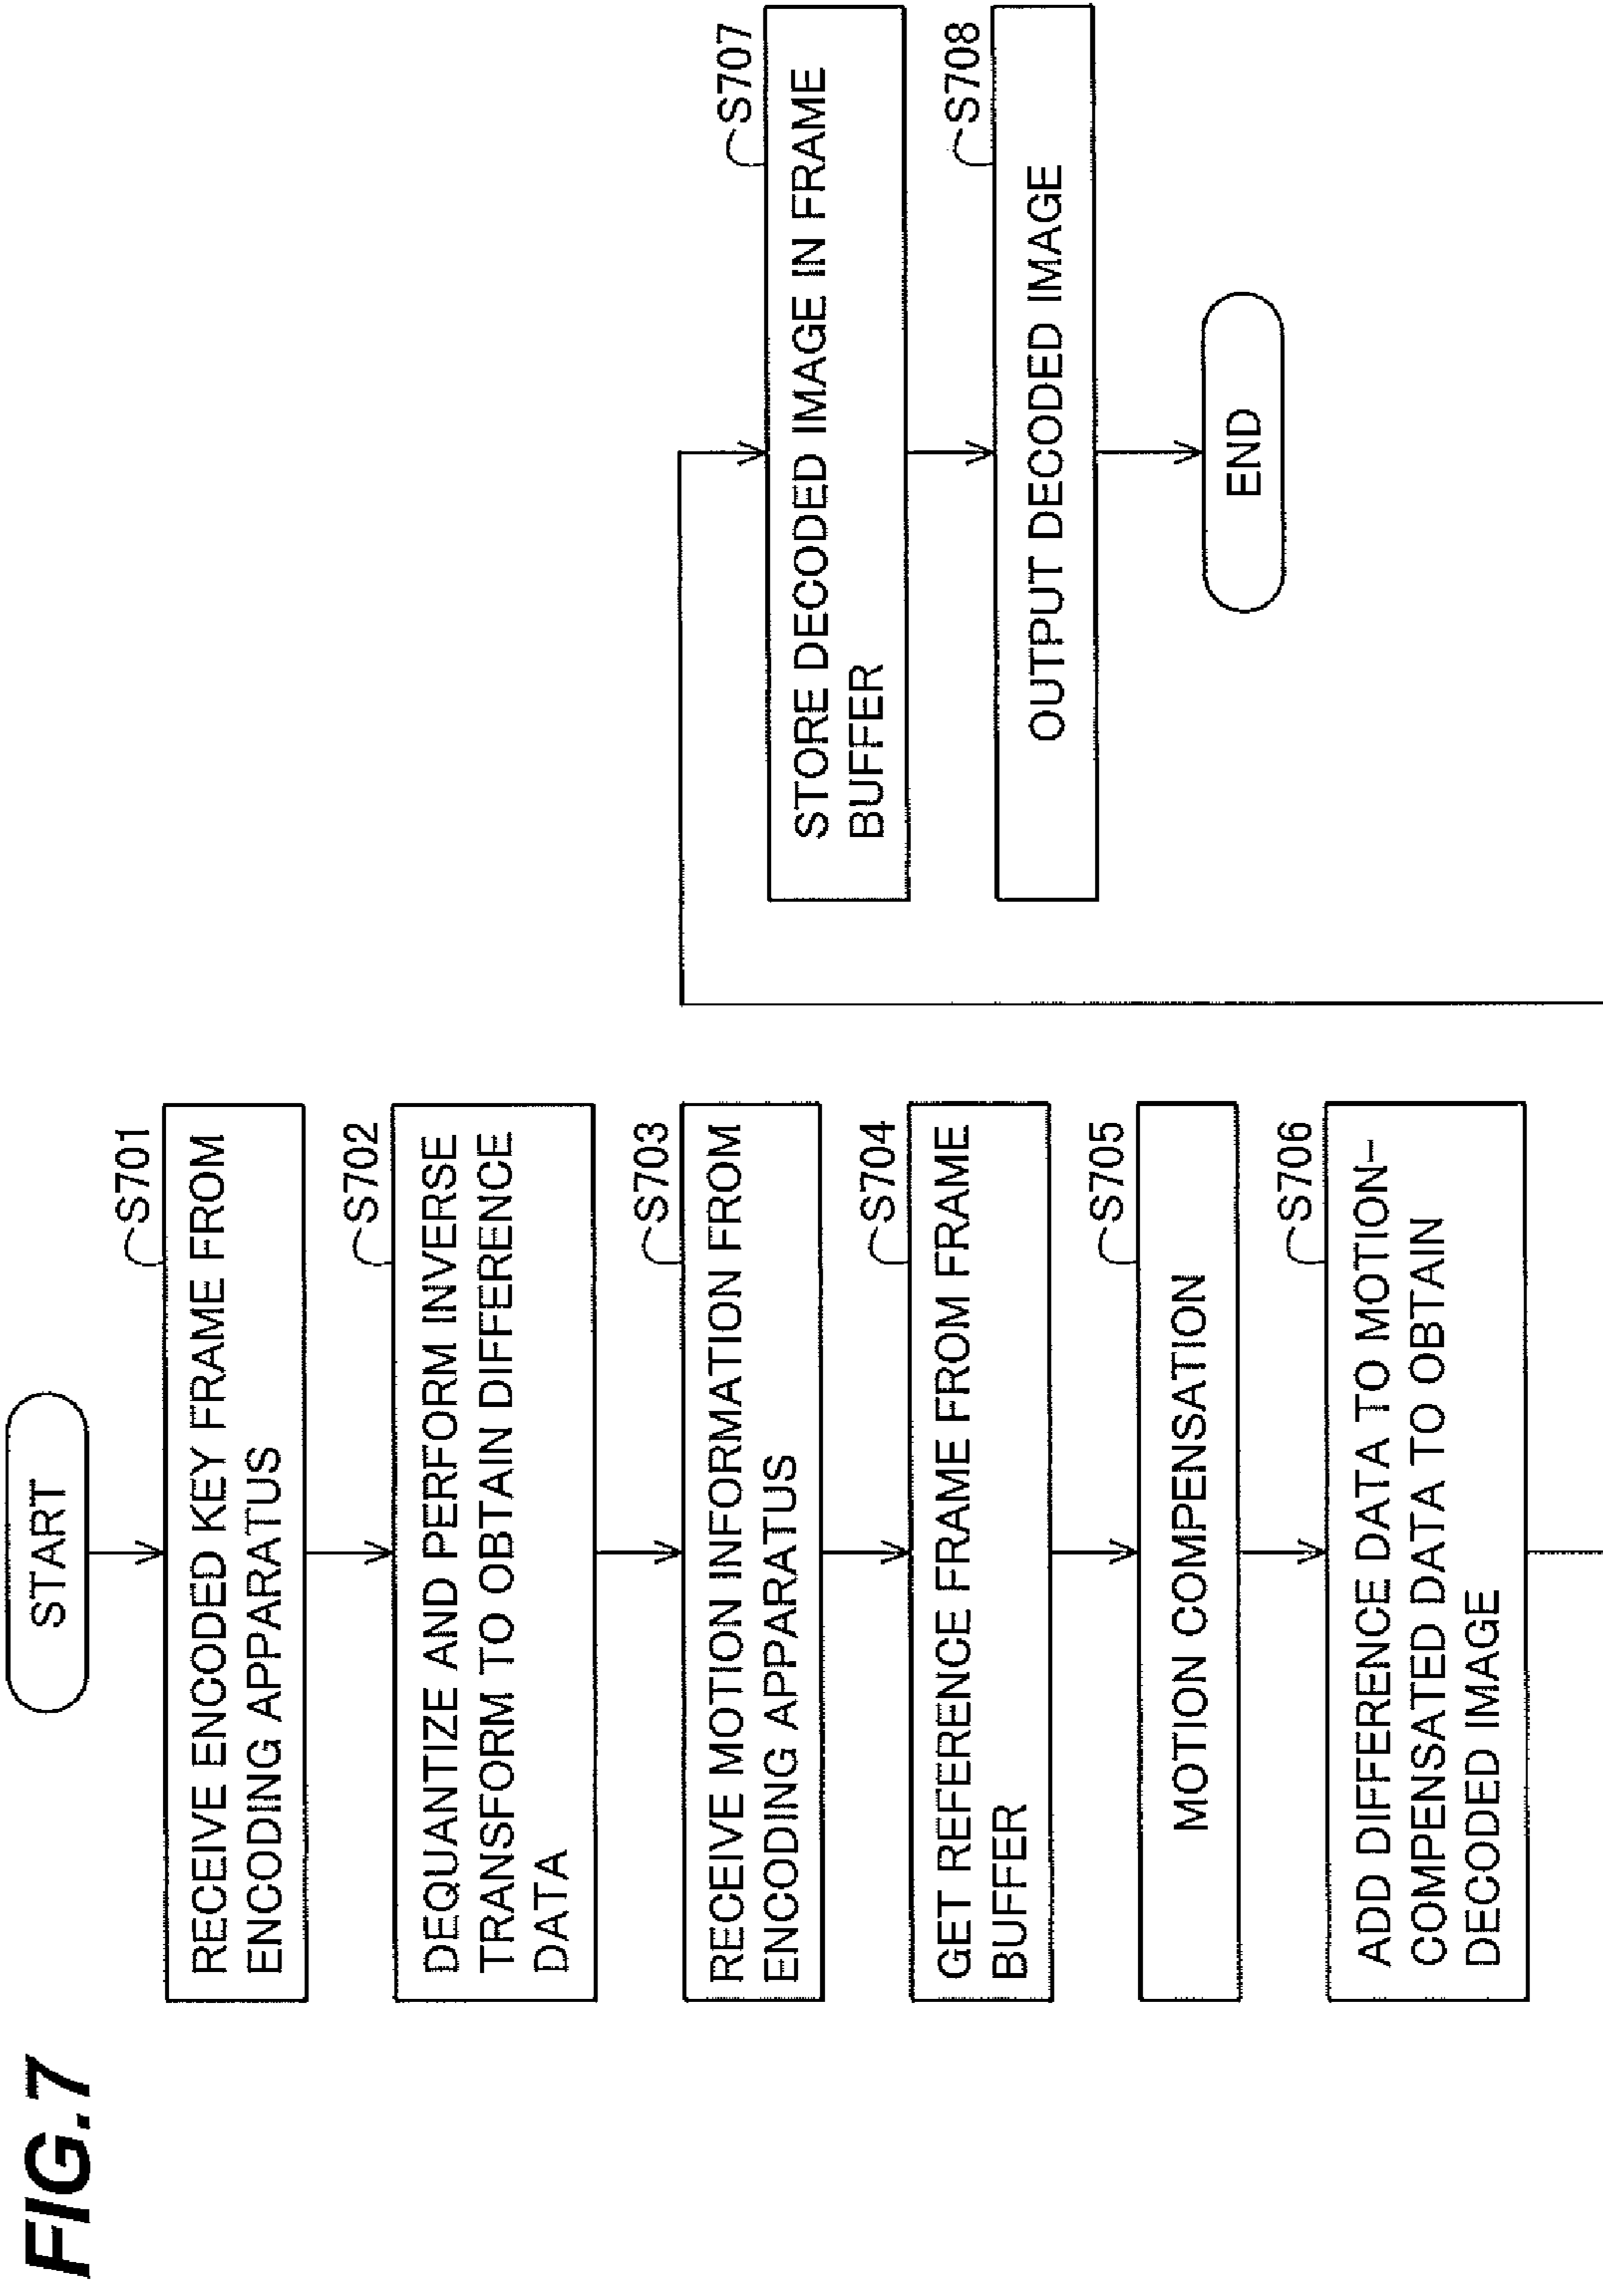 FIG.7
START
S701
RECEIVE ENCODED KEY FRAME FROM
ENCODING APPARATUS
S702
DEQUANTIZE AND PERFORM INVERSE
TRANSFORM TO OBTAIN DIFFERENCE
DATA
S703
RECEIVE MOTION INFORMATION FROM
ENCODING APPARATUS
S704
GET REFERENCE FRAME FROM FRAME
BUFFER
S705
MOTION COMPENSATION
S706
ADD DIFFERENCE DATA TO MOTION-
COMPENSATED DATA TO OBTAIN
DECODED IMAGE
S707
STORE DECODED IMAGE IN FRAME
BUFFER
S708
OUTPUT DECODED IMAGE
END